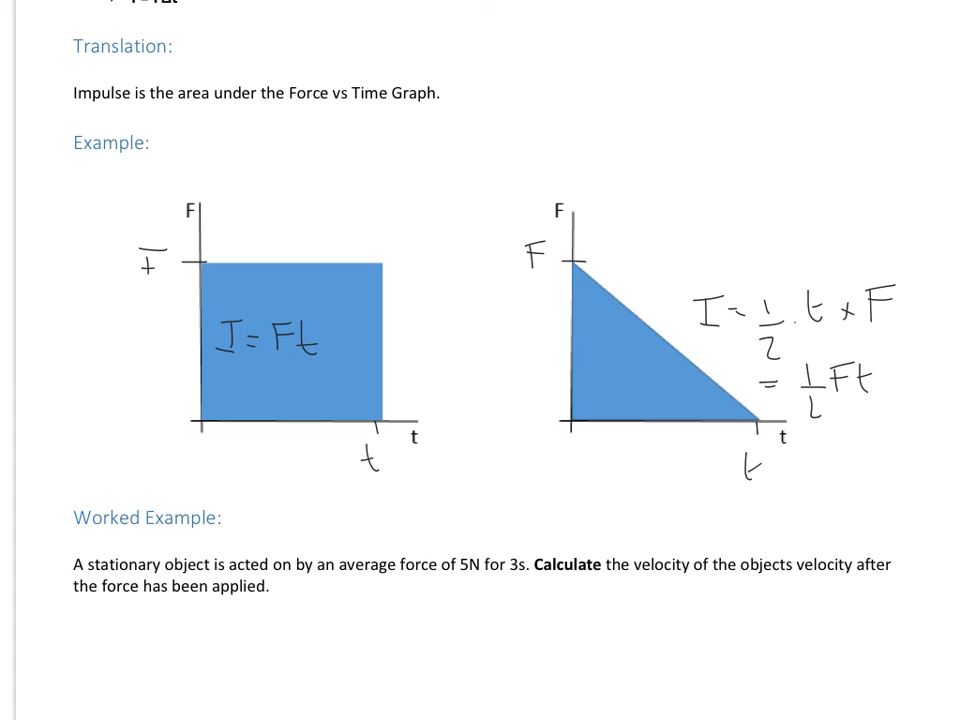 Translation:
Impulse is the area under the Force vs Time Graph.
Example:
F
F
F
F
I = 1/2 . t × F
I = Ft
= 1/2 Ft
t
t
t
t
Worked Example:
A stationary object is acted on by an average force of 5N for 3s. Calculate the velocity of the objects velocity after
the force has been applied.